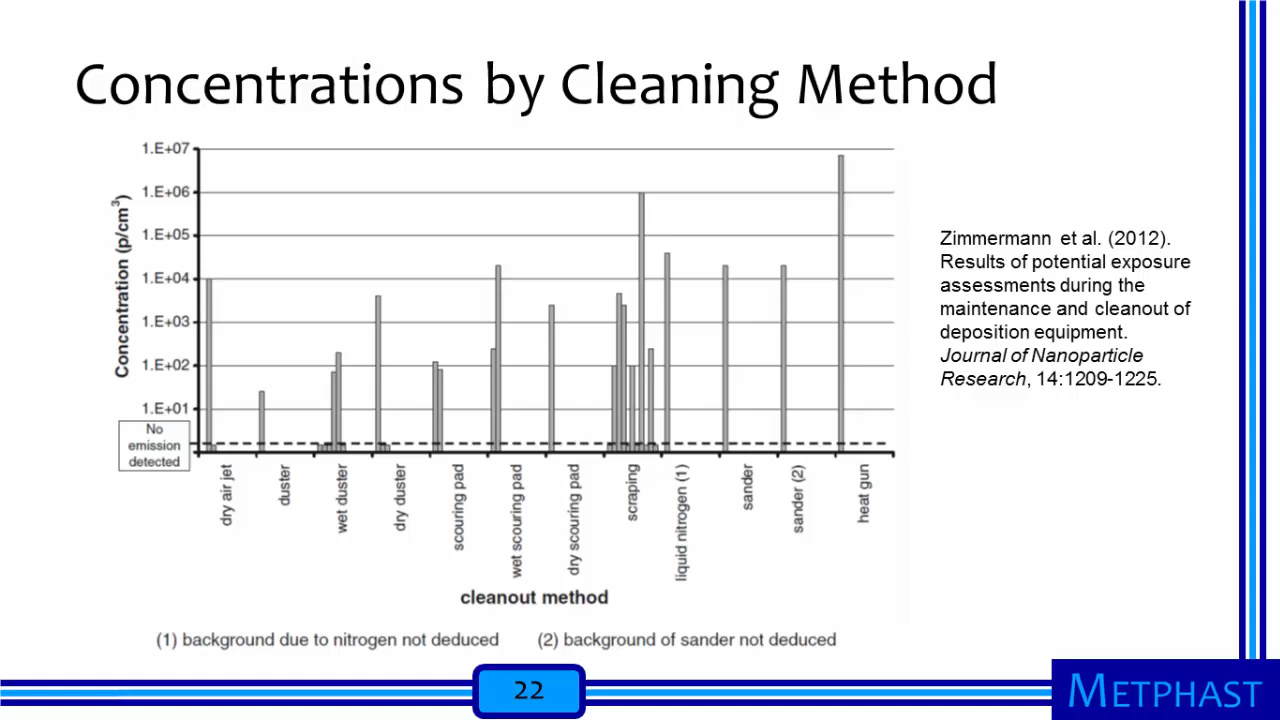 Concentrations by Cleaning Method
Concentration (p/cm³)
1.E+07
1.E+06
1.E+05
1.E+04
1.E+03
1.E+02
1.E+01
No
emission
detected
dry air jet
duster
wet duster
dry duster
scouring pad
wet scouring pad
dry scouring pad
scraping
liquid nitrogen (1)
sander
sander (2)
heat gun
cleanout method
(1) background due to nitrogen not deduced
(2) background of sander not deduced
Zimmermann et al. (2012).
Results of potential exposure
assessments during the
maintenance and cleanout of
deposition equipment.
Journal of Nanoparticle
Research, 14:1209-1225.
22
METPHAST